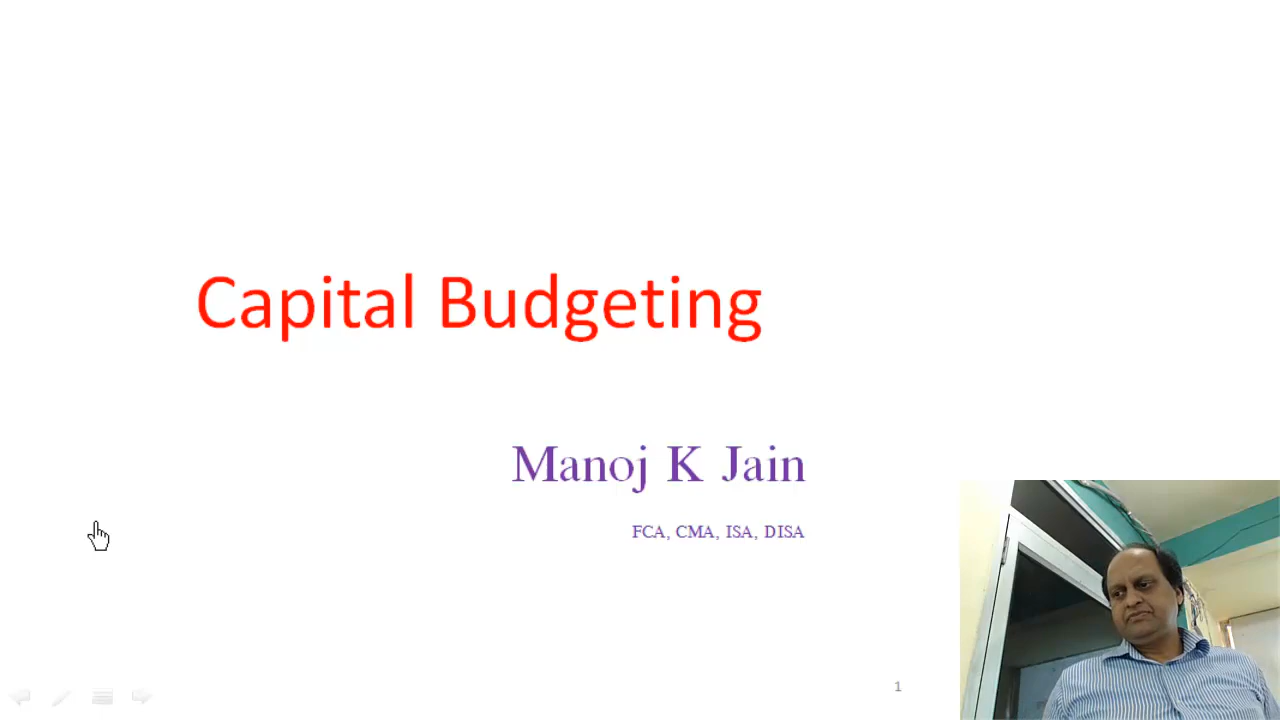 Capital Budgeting
Manoj K Jain
FCA, CMA, ISA, DISA
1